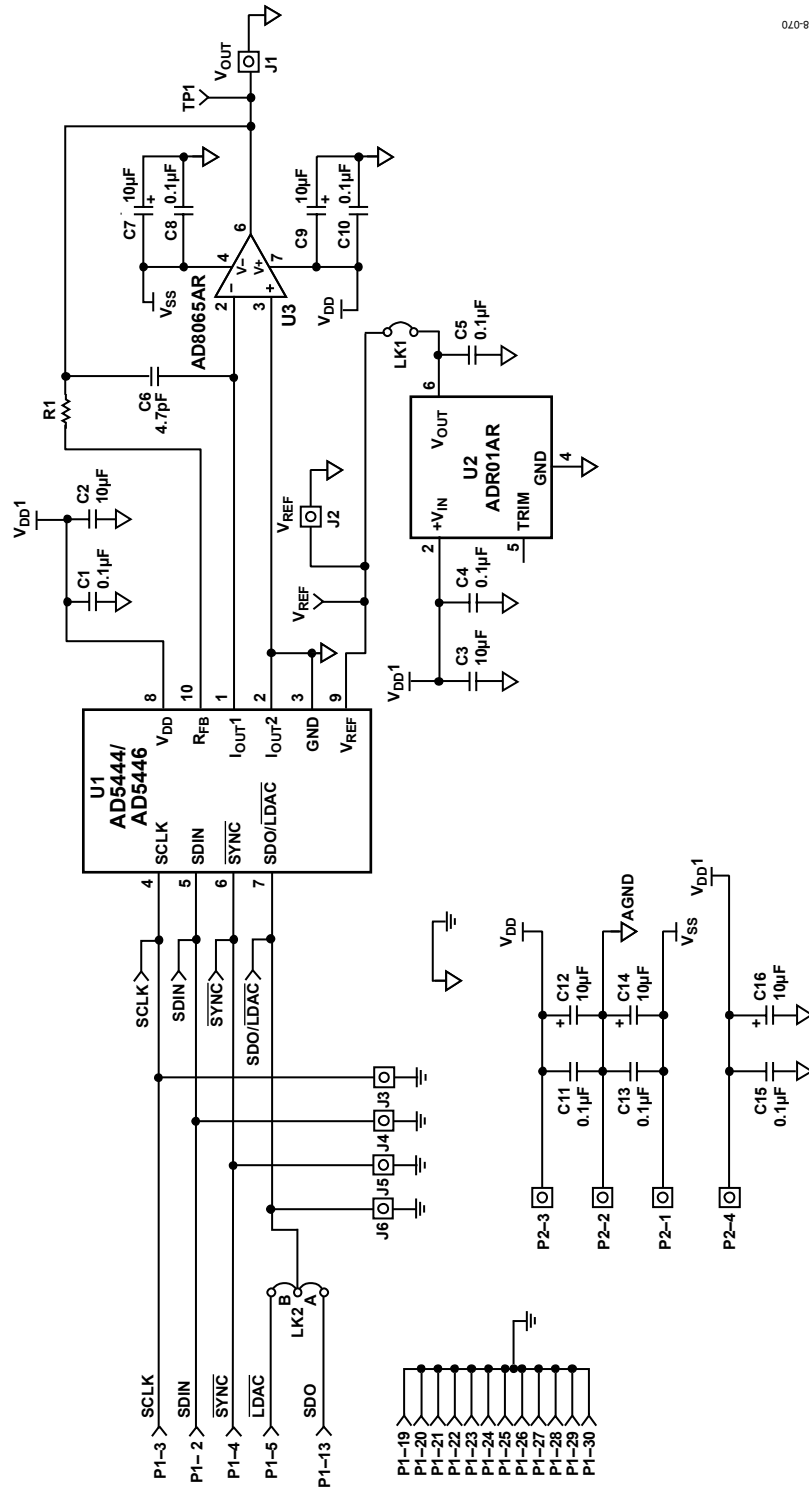 8-070
VOUT
J1
TP1
C7
10µF
+
C8
0.1µF
VSS
AD8065AR
2
−
4
V−
6
3
+
7
V+
U3
VDD
C9
10µF
+
C10
0.1µF
R1
C6
4.7pF
VDD1
C1
0.1µF
C2
10µF
VREF
J2
VREF
LK1
C5
0.1µF
6
VOUT
U2
ADR01AR
2
+VIN
TRIM
5
GND
4
C4
0.1µF
C3
10µF
VDD1
U1
AD5444/
AD5446
4
SCLK
5
SDIN
6
SYNC
7
SDO/LDAC
8
VDD
10
RFB
1
IOUT1
2
IOUT2
3
GND
9
VREF
SCLK
SDIN
SYNC
SDO/LDAC
J3
J4
J5
J6
B
A
LK2
P1–3
SCLK
P1– 2
SDIN
P1–4
SYNC
P1–5
LDAC
P1–13
SDO
P1–19
P1–20
P1–21
P1–22
P1–23
P1–24
P1–25
P1–26
P1–27
P1–28
P1–29
P1–30
P2–3
P2–2
P2–1
P2–4
C11
0.1µF
+
C12
10µF
C13
0.1µF
+
C14
10µF
C15
0.1µF
+
C16
10µF
VDD
AGND
VSS
VDD1